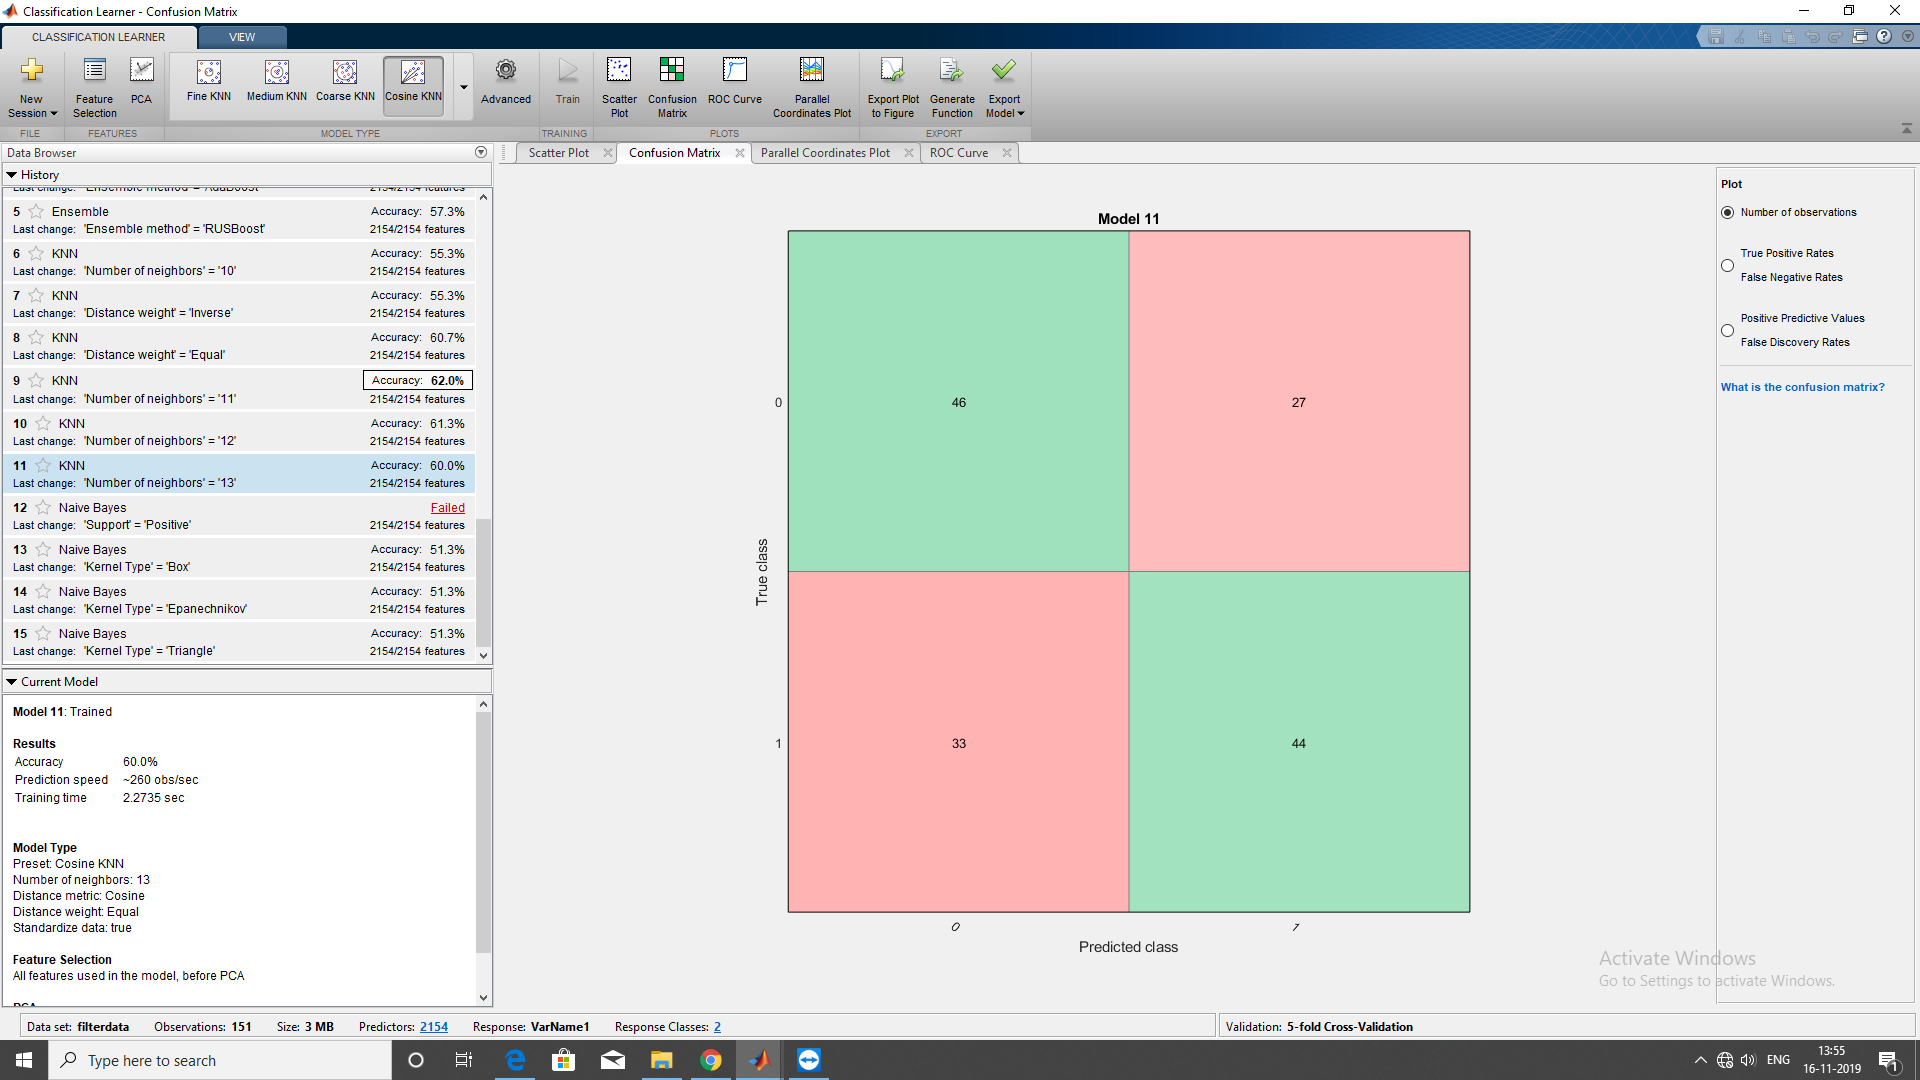 Classification Learner - Confusion Matrix
CLASSIFICATION LEARNER
VIEW
New Session
Feature Selection
PCA
Fine KNN
Medium KNN
Coarse KNN
Cosine KNN
Advanced
Train
Scatter Plot
Confusion Matrix
ROC Curve
Parallel Coordinates Plot
Export Plot to Figure
Generate Function
Export Model
FILE
FEATURES
MODEL TYPE
TRAINING
PLOTS
EXPORT
Data Browser
Scatter Plot
Confusion Matrix
Parallel Coordinates Plot
ROC Curve
History
Last change: 'Ensemble method' = 'AdaBoost' 2154/2154 features
5 Ensemble Accuracy: 57.3%
Last change: 'Ensemble method' = 'RUSBoost' 2154/2154 features
6 KNN Accuracy: 55.3%
Last change: 'Number of neighbors' = '10' 2154/2154 features
7 KNN Accuracy: 55.3%
Last change: 'Distance weight' = 'Inverse' 2154/2154 features
8 KNN Accuracy: 60.7%
Last change: 'Distance weight' = 'Equal' 2154/2154 features
9 KNN Accuracy: 62.0%
Last change: 'Number of neighbors' = '11' 2154/2154 features
10 KNN Accuracy: 61.3%
Last change: 'Number of neighbors' = '12' 2154/2154 features
11 KNN Accuracy: 60.0%
Last change: 'Number of neighbors' = '13' 2154/2154 features
12 Naive Bayes Failed
Last change: 'Support' = 'Positive' 2154/2154 features
13 Naive Bayes Accuracy: 51.3%
Last change: 'Kernel Type' = 'Box' 2154/2154 features
14 Naive Bayes Accuracy: 51.3%
Last change: 'Kernel Type' = 'Epanechnikov' 2154/2154 features
15 Naive Bayes Accuracy: 51.3%
Last change: 'Kernel Type' = 'Triangle' 2154/2154 features
Current Model
Model 11: Trained
Results
Accuracy 60.0%
Prediction speed ~260 obs/sec
Training time 2.2735 sec
Model Type
Preset: Cosine KNN
Number of neighbors: 13
Distance metric: Cosine
Distance weight: Equal
Standardize data: true
Feature Selection
All features used in the model, before PCA
PCA
Model 11
0
46
27
True class
1
33
44
0
1
Predicted class
Plot
Number of observations
True Positive Rates
False Negative Rates
Positive Predictive Values
False Discovery Rates
What is the confusion matrix?
Activate Windows
Go to Settings to activate Windows.
Data set: filterdata Observations: 151 Size: 3 MB Predictors: 2154 Response: VarName1 Response Classes: 2
Validation: 5-fold Cross-Validation
Type here to search
ENG
13:55
16-11-2019
1